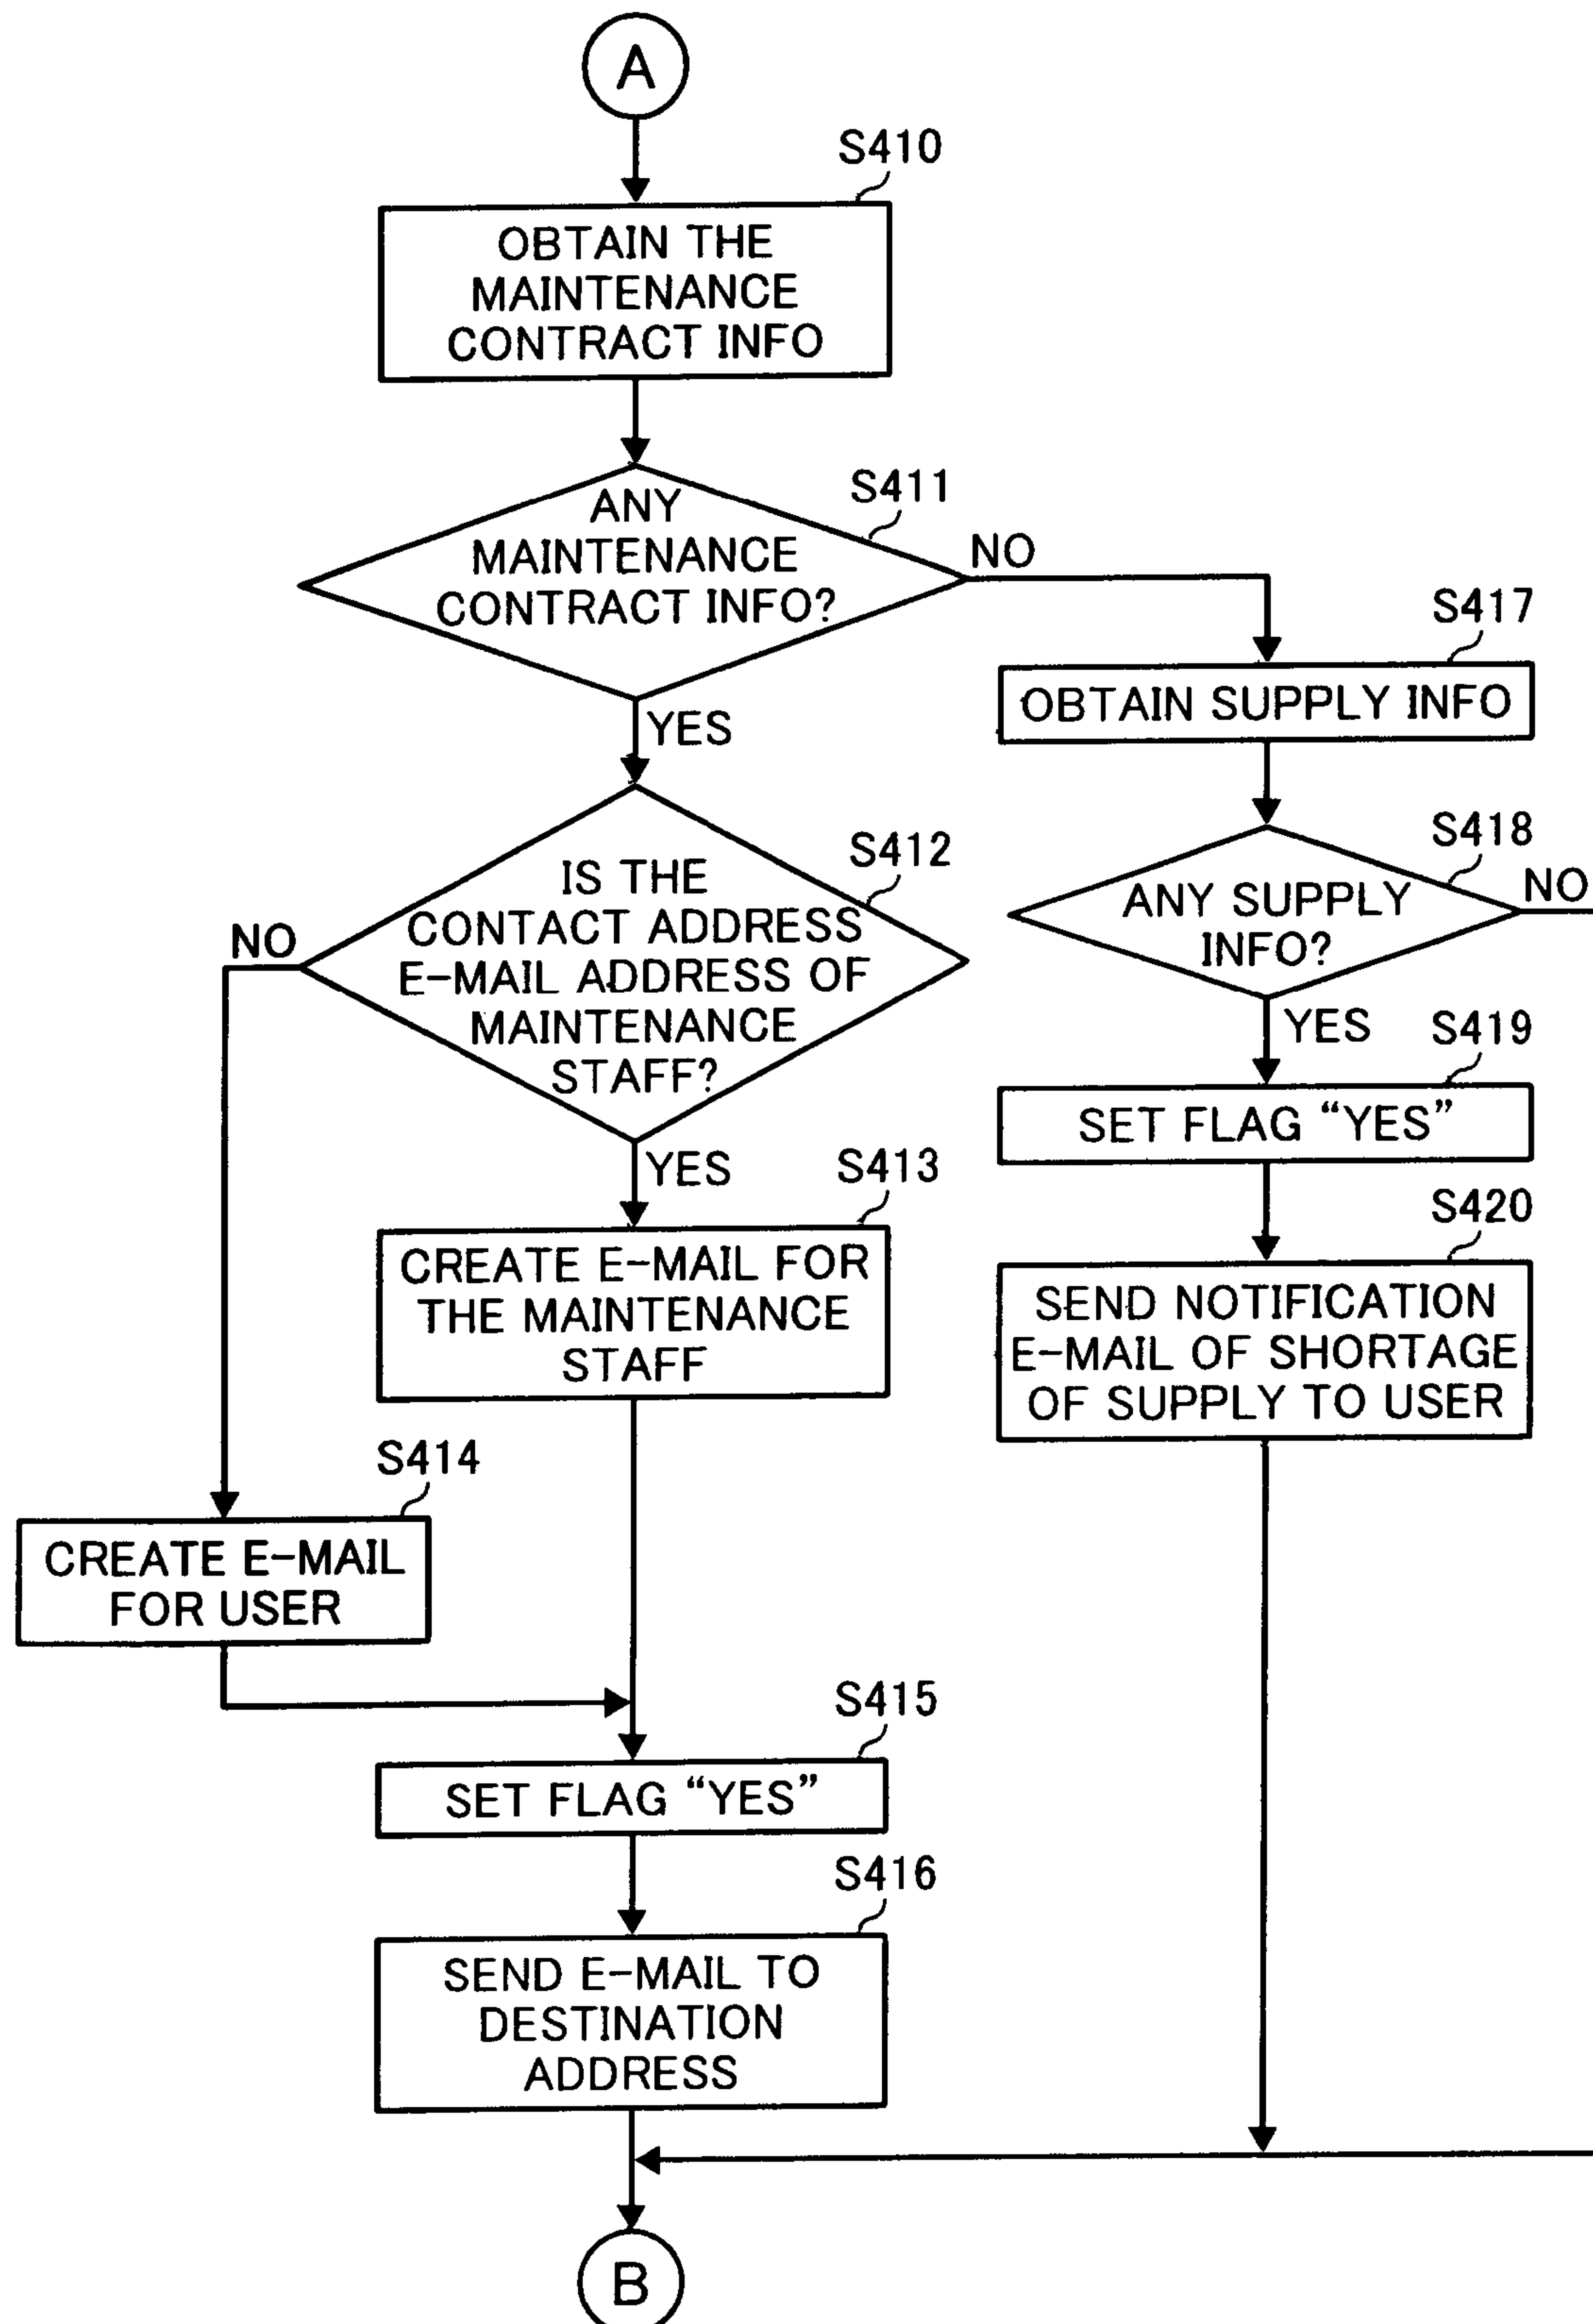 A
S410
OBTAIN THE
MAINTENANCE
CONTRACT INFO
S411
ANY
MAINTENANCE
CONTRACT INFO?
NO
YES
S412
IS THE
CONTACT ADDRESS
E-MAIL ADDRESS OF
MAINTENANCE
STAFF?
NO
YES
S413
CREATE E-MAIL FOR
THE MAINTENANCE
STAFF
S414
CREATE E-MAIL
FOR USER
S415
SET FLAG “YES”
S416
SEND E-MAIL TO
DESTINATION
ADDRESS
S417
OBTAIN SUPPLY INFO
S418
ANY SUPPLY
INFO?
NO
YES
S419
SET FLAG “YES”
S420
SEND NOTIFICATION
E-MAIL OF SHORTAGE
OF SUPPLY TO USER
B